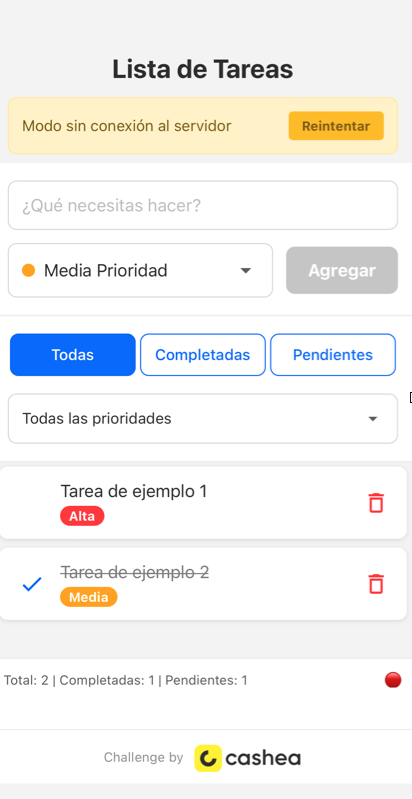 Lista de Tareas
Modo sin conexión al servidor Reintentar
¿Qué necesitas hacer?
Media Prioridad Agregar
Todas Completadas Pendientes
Todas las prioridades
Tarea de ejemplo 1
Alta
Tarea de ejemplo 2
Media
Total: 2 | Completadas: 1 | Pendientes: 1
Challenge by cashea